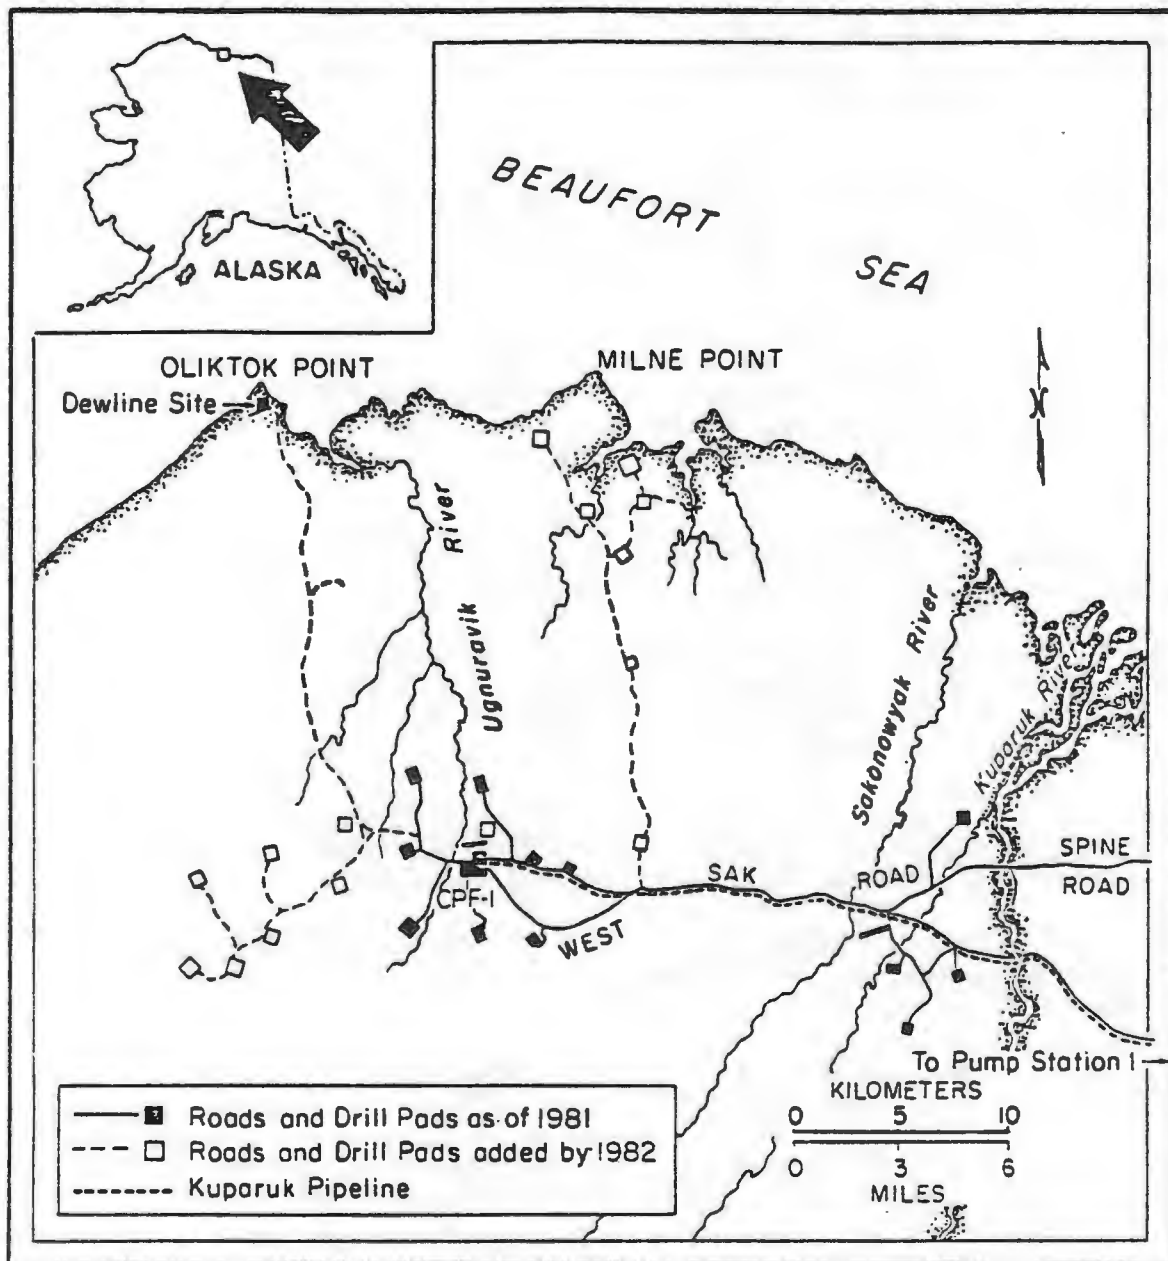 ALASKA
BEAUFORT
SEA
OLIKTOK POINT
MILNE POINT
Dewline Site
River
Ugnuravik
Sakonowyak River
Kuparuk River
SPINE
ROAD
SAK
ROAD
CPF-1
WEST
To Pump Station 1
KILOMETERS
0 5 10
0 3 6
MILES
Roads and Drill Pads as of 1981
Roads and Drill Pads added by 1982
Kuparuk Pipeline